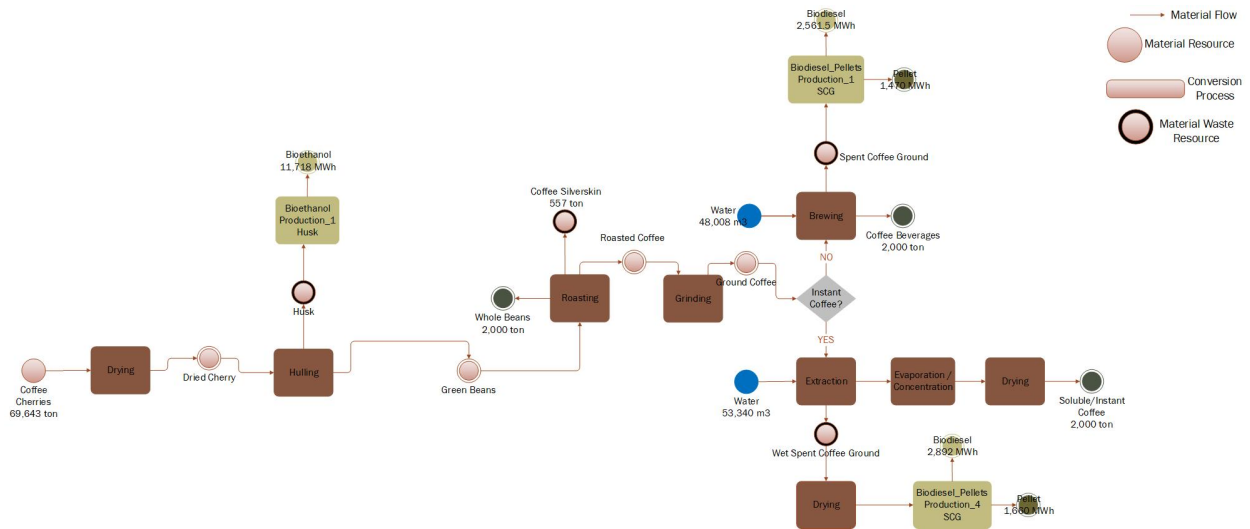 Biodiesel
2,561.5 MWh
Biodiesel_Pellets
Production_1
SCG
Pellet
1,470 MWh
Material Flow
Material Resource
Conversion
Process
Material Waste
Resource
Bioethanol
11,718 MWh
Bioethanol
Production_1
Husk
Husk
Coffee Silverskin
557 ton
Spent Coffee Ground
Water
48,008 m3
Brewing
Coffee Beverages
2,000 ton
Roasted Coffee
Ground Coffee
NO
Roasting
Grinding
Instant
Coffee?
Whole Beans
2,000 ton
YES
Coffee
Cherries
69,643 ton
Drying
Dried Cherry
Hulling
Green Beans
Water
53,340 m3
Extraction
Evaporation /
Concentration
Drying
Soluble/Instant
Coffee
2,000 ton
Wet Spent Coffee Ground
Biodiesel
2,892 MWh
Drying
Biodiesel_Pellets
Production_4
SCG
Pellet
1,660 MWh